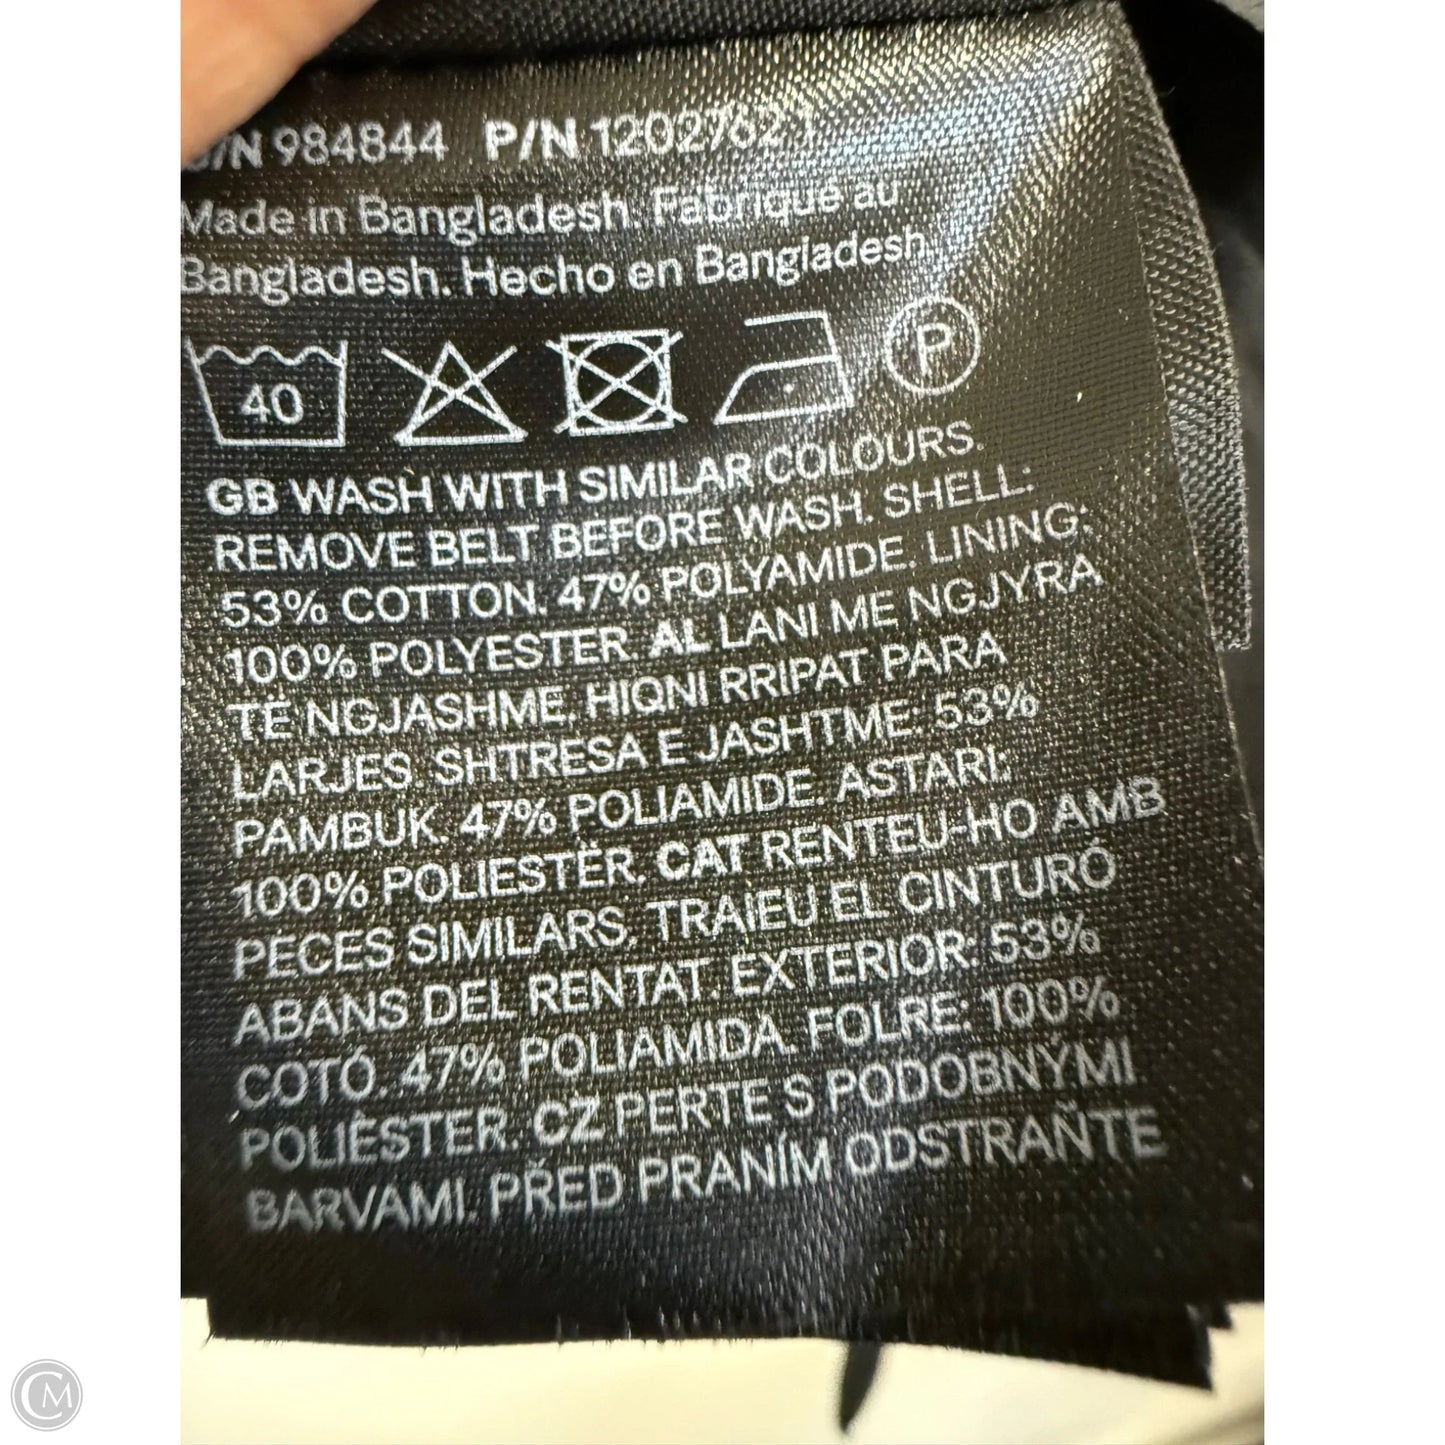 /N 984844 P/N 1202762
Made in Bangladesh. Fabriqué au
Bangladesh. Hecho en Bangladesh.
40 P
GB WASH WITH SIMILAR COLOURS.
REMOVE BELT BEFORE WASH. SHELL:
53% COTTON. 47% POLYAMIDE. LINING:
100% POLYESTER. AL LANI ME NGJYRA
TË NGJASHME. HIQNI RRIPAT PARA
LARJES. SHTRESA E JASHTME: 53%
PAMBUK. 47% POLIAMIDE. ASTARI:
100% POLIESTËR. CAT RENTEU-HO AMB
PECES SIMILARS. TRAIEU EL CINTURÓ
ABANS DEL RENTAT. EXTERIOR: 53%
COTÓ. 47% POLIAMIDA. FOLRE: 100%
POLIÈSTER. CZ PERTE S PODOBNÝMI
BARVAMI. PŘED PRANÍM ODSTRAŇTE
CM